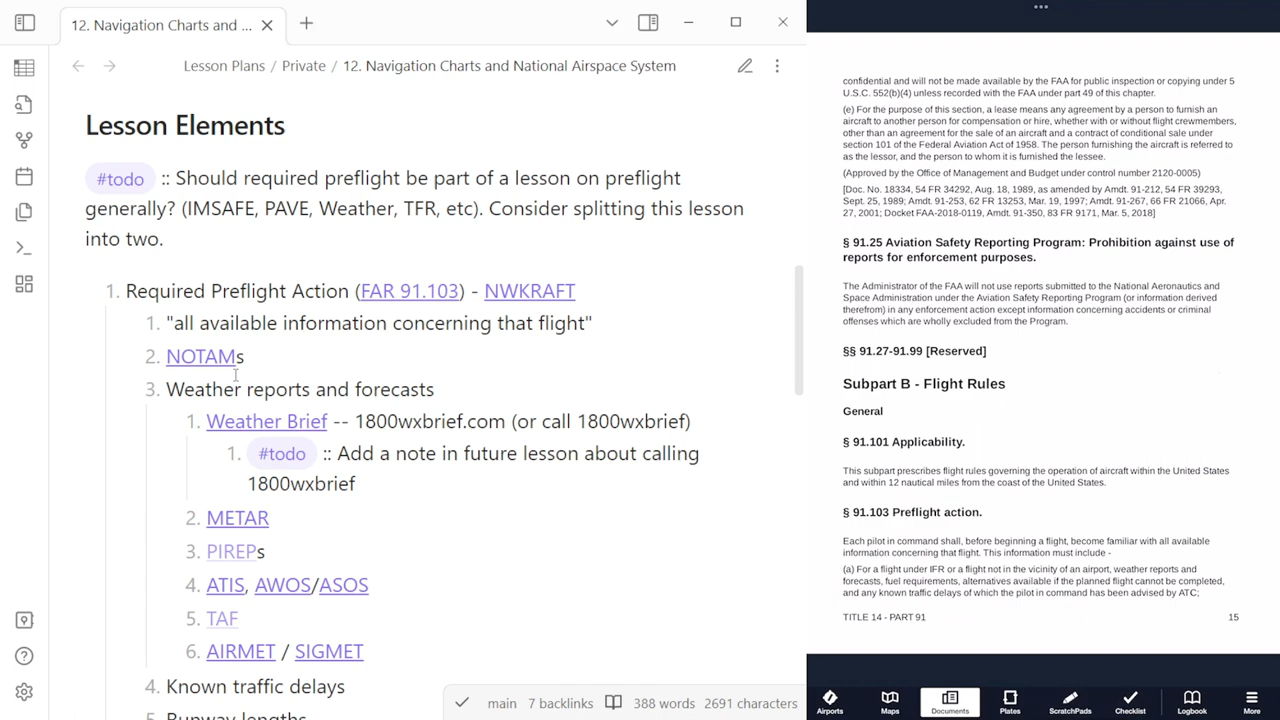 12. Navigation Charts and ...
Lesson Plans / Private / 12. Navigation Charts and National Airspace System
Lesson Elements
#todo :: Should required preflight be part of a lesson on preflight
generally? (IMSAFE, PAVE, Weather, TFR, etc). Consider splitting this lesson
into two.
1. Required Preflight Action (FAR 91.103) - NWKRAFT
1. "all available information concerning that flight"
2. NOTAMs
3. Weather reports and forecasts
1. Weather Brief -- 1800wxbrief.com (or call 1800wxbrief)
1. #todo :: Add a note in future lesson about calling
1800wxbrief
2. METAR
3. PIREPs
4. ATIS, AWOS/ASOS
5. TAF
6. AIRMET / SIGMET
4. Known traffic delays
5. Runway lengths
main 7 backlinks 388 words 2691 characters
confidential and will not be made available by the FAA for public inspection or copying under 5
U.S.C. 552(b)(4) unless recorded with the FAA under part 49 of this chapter.
(e) For the purpose of this section, a lease means any agreement by a person to furnish an
aircraft to another person for compensation or hire, whether with or without flight crewmembers,
other than an agreement for the sale of an aircraft and a contract of conditional sale under
section 101 of the Federal Aviation Act of 1958. The person furnishing the aircraft is referred to
as the lessor, and the person to whom it is furnished the lessee.
(Approved by the Office of Management and Budget under control number 2120-0005)
[Doc. No. 18334, 54 FR 34292, Aug. 18, 1989, as amended by Amdt. 91-212, 54 FR 39293,
Sept. 25, 1989; Amdt. 91-253, 62 FR 13253, Mar. 19, 1997; Amdt. 91-267, 66 FR 21066, Apr.
27, 2001; Docket FAA-2018-0119, Amdt. 91-350, 83 FR 9171, Mar. 5, 2018]
§ 91.25 Aviation Safety Reporting Program: Prohibition against use of
reports for enforcement purposes.
The Administrator of the FAA will not use reports submitted to the National Aeronautics and
Space Administration under the Aviation Safety Reporting Program (or information derived
therefrom) in any enforcement action except information concerning accidents or criminal
offenses which are wholly excluded from the Program.
§§ 91.27-91.99 [Reserved]
Subpart B - Flight Rules
General
§ 91.101 Applicability.
This subpart prescribes flight rules governing the operation of aircraft within the United States
and within 12 nautical miles from the coast of the United States.
§ 91.103 Preflight action.
Each pilot in command shall, before beginning a flight, become familiar with all available
information concerning that flight. This information must include -
(a) For a flight under IFR or a flight not in the vicinity of an airport, weather reports and
forecasts, fuel requirements, alternatives available if the planned flight cannot be completed,
and any known traffic delays of which the pilot in command has been advised by ATC;
TITLE 14 - PART 91 15
Airports Maps Documents Plates ScratchPads Checklist Logbook More